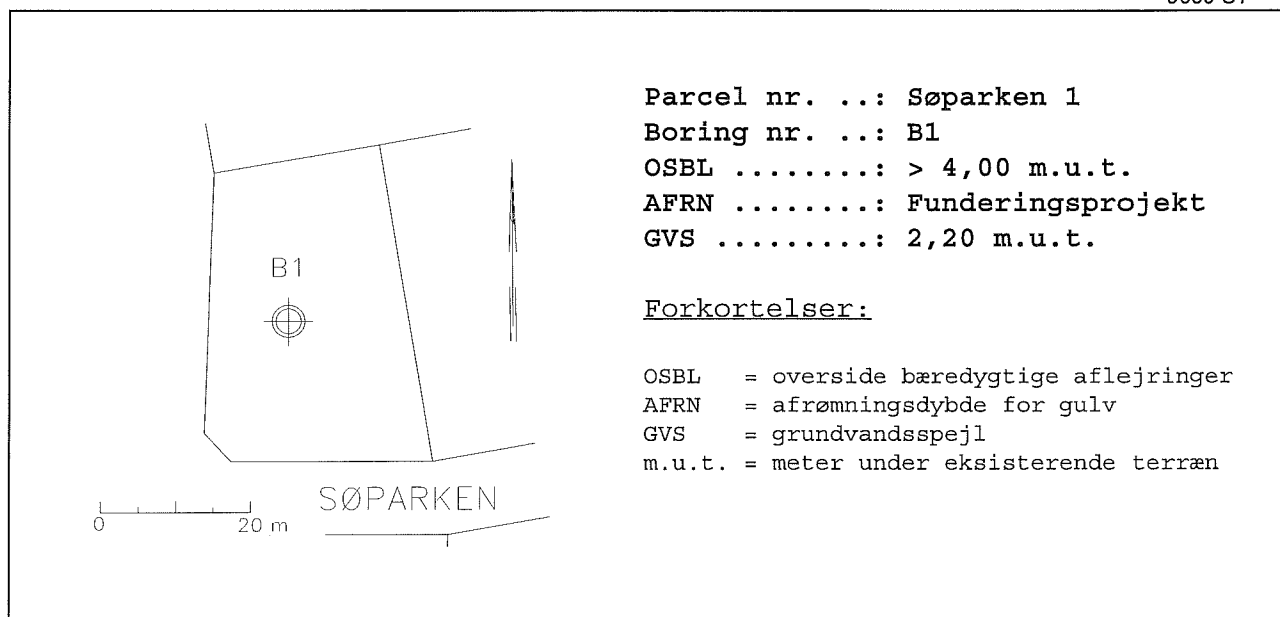 Parcel nr. ..: Søparken 1
Boring nr. ..: B1
OSBL ........: > 4,00 m.u.t.
AFRN ........: Funderingsprojekt
GVS .........: 2,20 m.u.t.
Forkortelser:
OSBL = overside bæredygtige aflejringer
AFRN = afrømningsdybde for gulv
GVS = grundvandsspejl
m.u.t. = meter under eksisterende terræn
B1
SØPARKEN
0 20 m